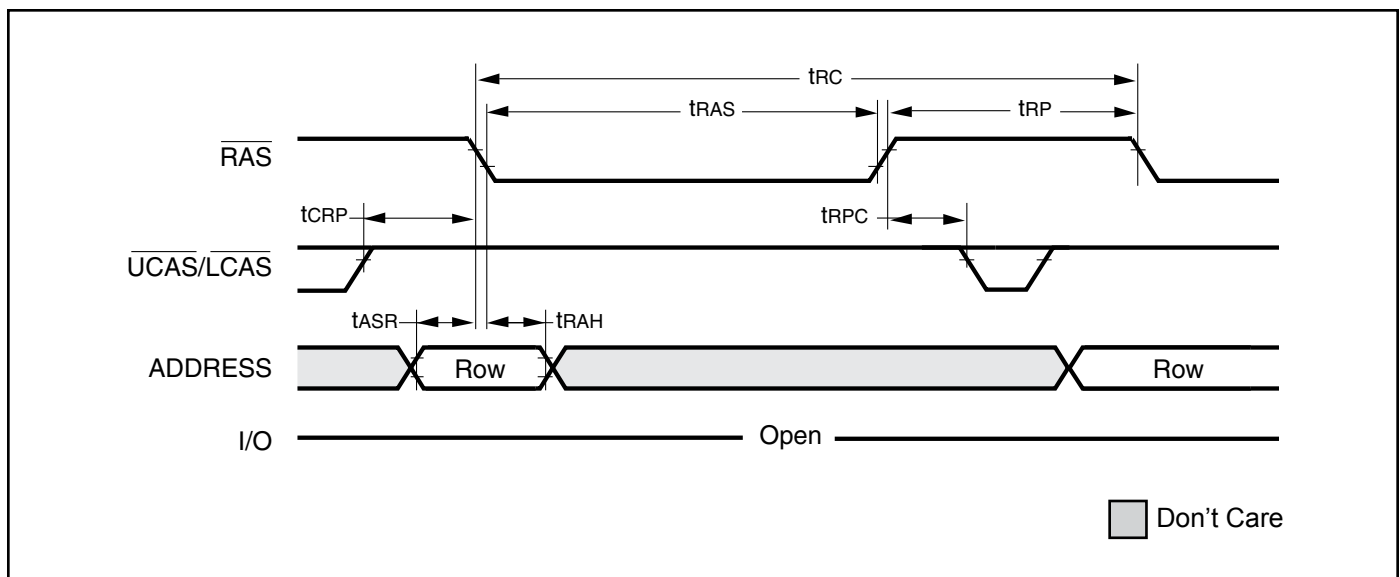 tRC
tRAS
tRP
RAS
tCRP
tRPC
UCAS/LCAS
tASR
tRAH
ADDRESS
Row
Row
I/O
Open
Don't Care